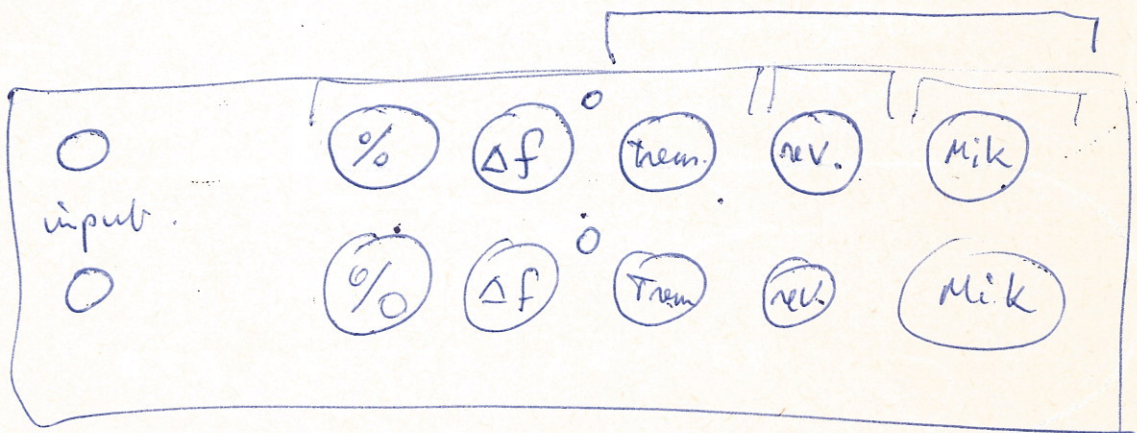 % Δf trem. rev. Mik
input.
% Δf Trem rev. Mik